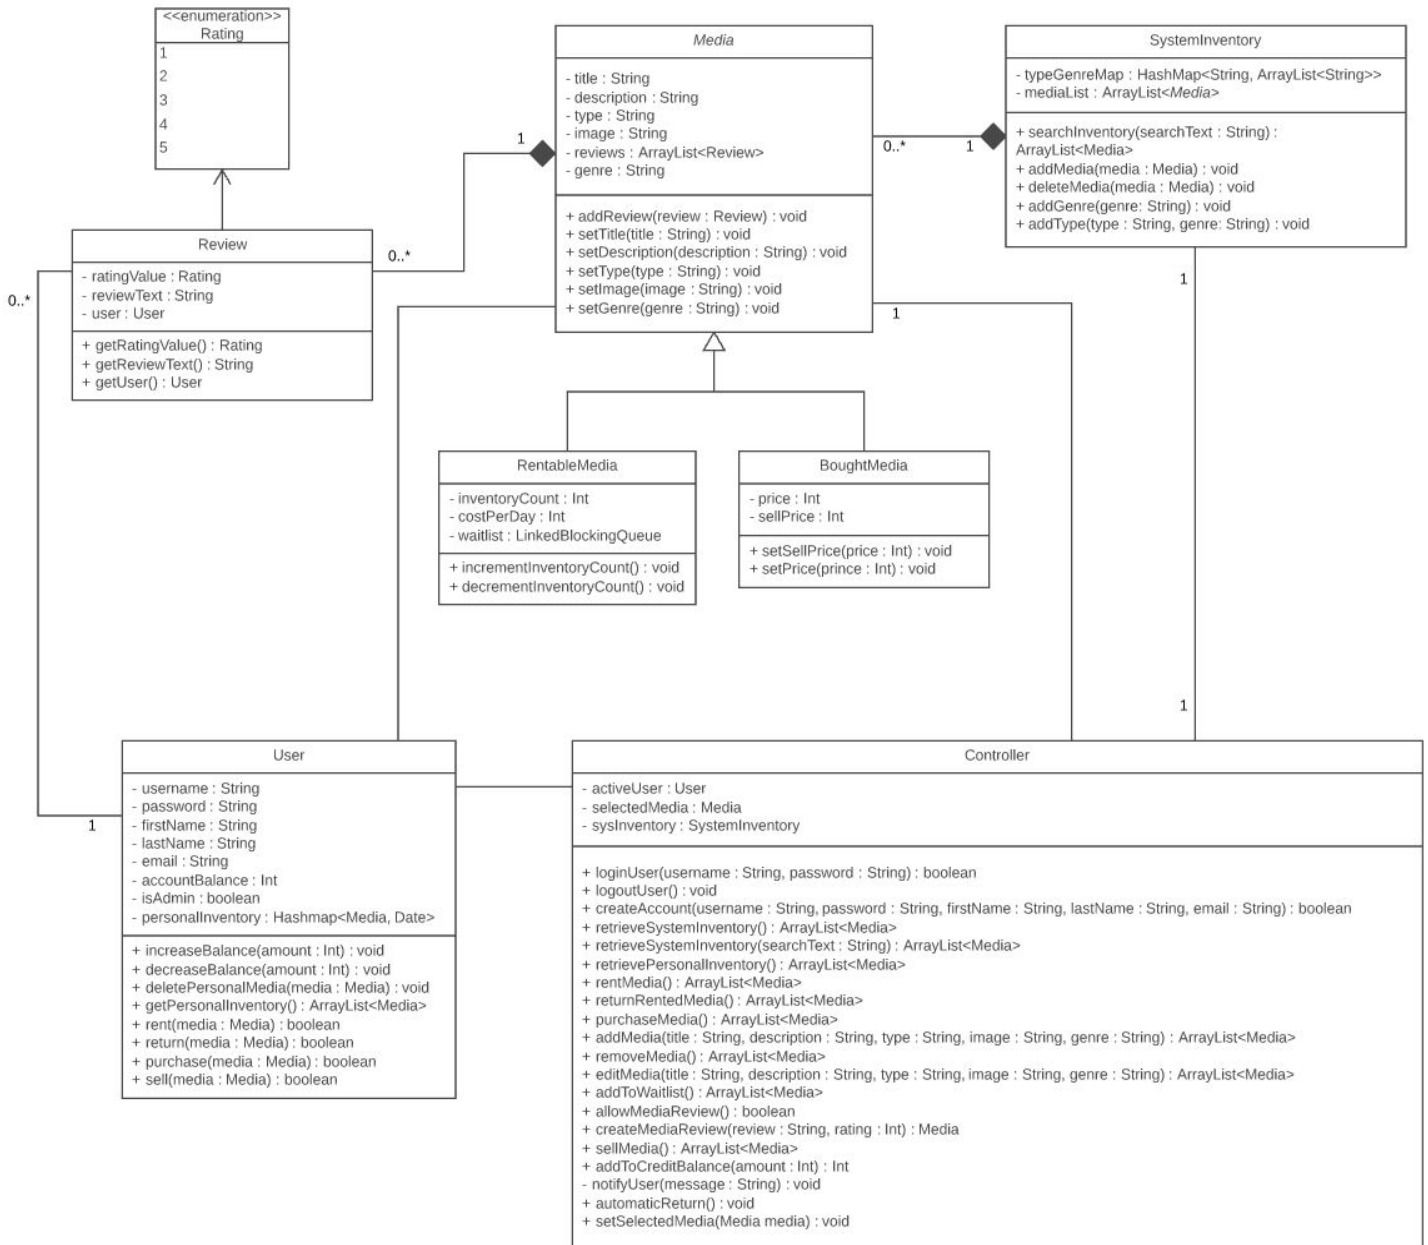 <<enumeration>>
Rating
1
2
3
4
5
Media
- title : String
- description : String
- type : String
- image : String
- reviews : ArrayList<Review>
- genre : String
+ addReview(review : Review) : void
+ setTitle(title : String) : void
+ setDescription(description : String) : void
+ setType(type : String) : void
+ setImage(image : String) : void
+ setGenre(genre : String) : void
SystemInventory
- typeGenreMap : HashMap<String, ArrayList<String>>
- mediaList : ArrayList<Media>
+ searchInventory(searchText : String) :
ArrayList<Media>
+ addMedia(media : Media) : void
+ deleteMedia(media : Media) : void
+ addGenre(genre: String) : void
+ addType(type : String, genre: String) : void
1
0..*
1
0..*
Review
- ratingValue : Rating
- reviewText : String
- user : User
+ getRatingValue() : Rating
+ getReviewText() : String
+ getUser() : User
0..*
1
1
RentableMedia
- inventoryCount : Int
- costPerDay : Int
- waitlist : LinkedBlockingQueue
+ incrementInventoryCount() : void
+ decrementInventoryCount() : void
BoughtMedia
- price : Int
- sellPrice : Int
+ setSellPrice(price : Int) : void
+ setPrice(prince : Int) : void
1
1
User
- username : String
- password : String
- firstName : String
- lastName : String
- email : String
- accountBalance : Int
- isAdmin : boolean
- personalInventory : Hashmap<Media, Date>
+ increaseBalance(amount : Int) : void
+ decreaseBalance(amount : Int) : void
+ deletePersonalMedia(media : Media) : void
+ getPersonalInventory() : ArrayList<Media>
+ rent(media : Media) : boolean
+ return(media : Media) : boolean
+ purchase(media : Media) : boolean
+ sell(media : Media) : boolean
Controller
- activeUser : User
- selectedMedia : Media
- sysInventory : SystemInventory
+ loginUser(username : String, password : String) : boolean
+ logoutUser() : void
+ createAccount(username : String, password : String, firstName : String, lastName : String, email : String) : boolean
+ retrieveSystemInventory() : ArrayList<Media>
+ retrieveSystemInventory(searchText : String) : ArrayList<Media>
+ retrievePersonalInventory() : ArrayList<Media>
+ rentMedia() : ArrayList<Media>
+ returnRentedMedia() : ArrayList<Media>
+ purchaseMedia() : ArrayList<Media>
+ addMedia(title : String, description : String, type : String, image : String, genre : String) : ArrayList<Media>
+ removeMedia() : ArrayList<Media>
+ editMedia(title : String, description : String, type : String, image : String, genre : String) : ArrayList<Media>
+ addToWaitlist() : ArrayList<Media>
+ allowMediaReview() : boolean
+ createMediaReview(review : String, rating : Int) : Media
+ sellMedia() : ArrayList<Media>
+ addToCreditBalance(amount : Int) : Int
- notifyUser(message : String) : void
+ automaticReturn() : void
+ setSelectedMedia(Media media) : void